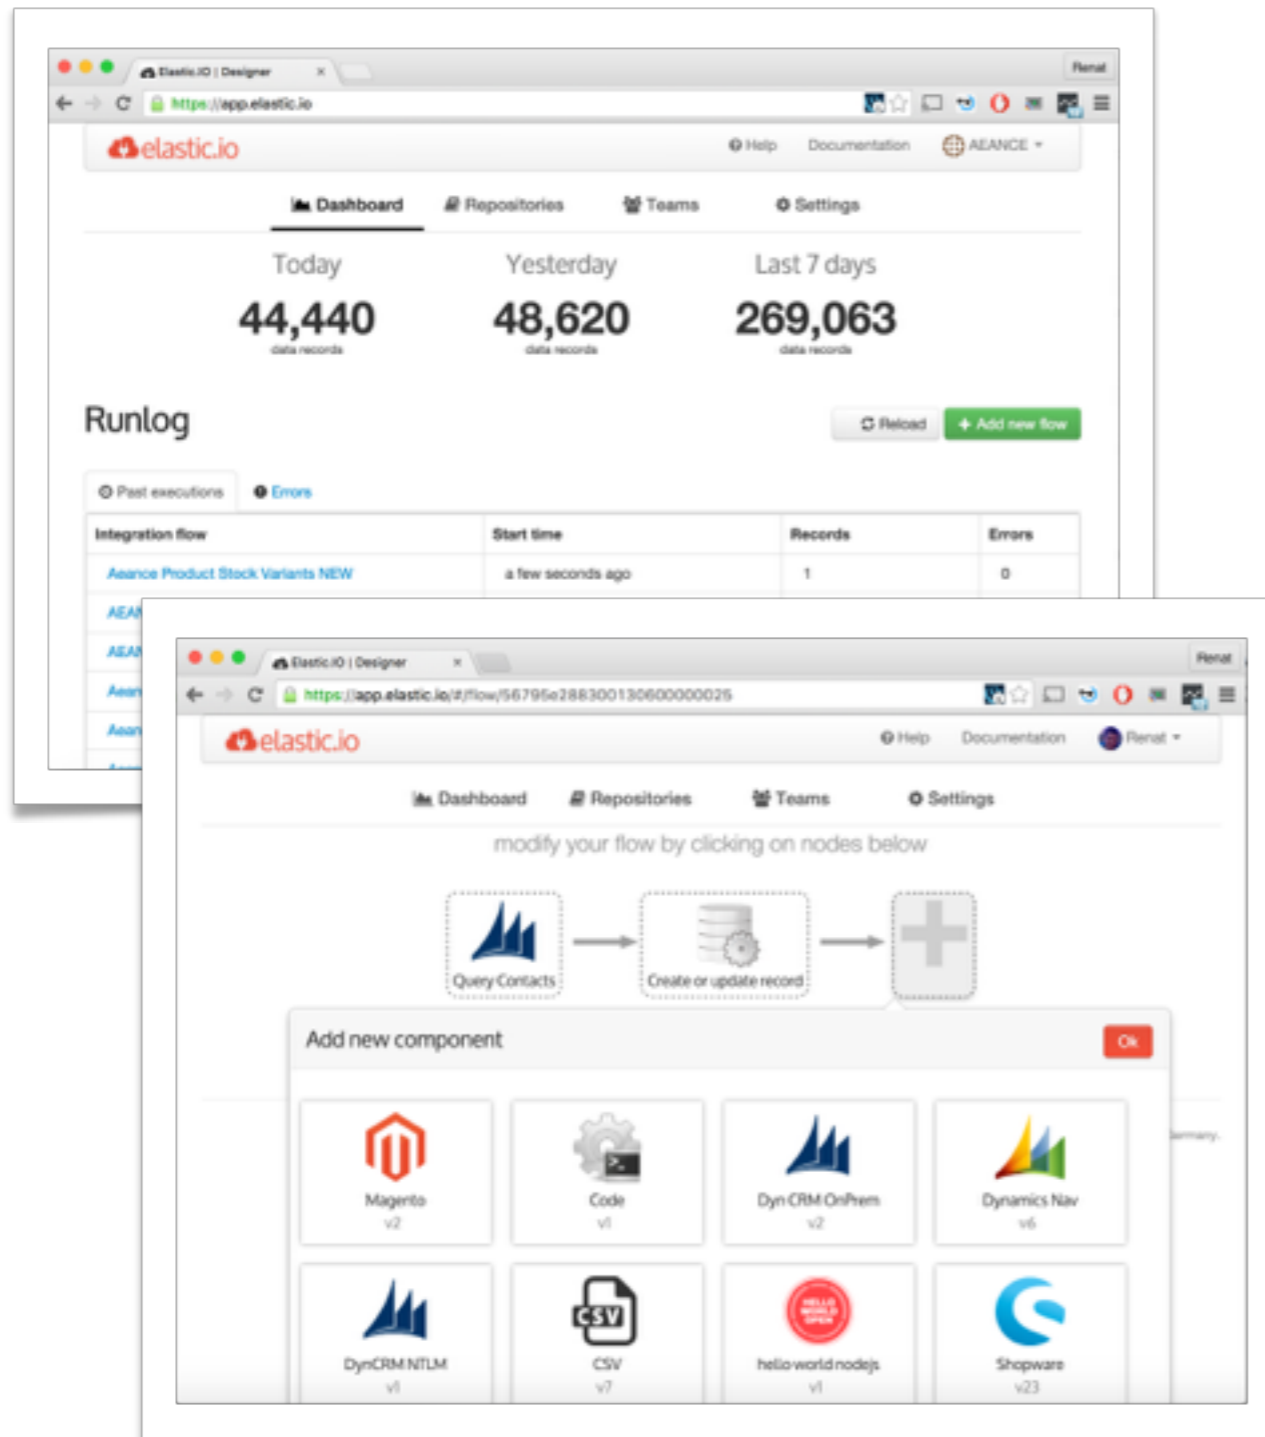 Elastic.IO | Designer
Renat
https://app.elastic.io
elastic.io
Help Documentation AEANCE
Dashboard Repositories Teams Settings
Today Yesterday Last 7 days
44,440 48,620 269,063
data records data records data records
Runlog
Reload + Add new flow
Past executions Errors
Integration flow Start time Records Errors
Aeance Product Stock Variants NEW a few seconds ago 1 0
Elastic.IO | Designer
Renat
https://app.elastic.io/#/flow/56795e288300130600000025
elastic.io
Help Documentation Renat
Dashboard Repositories Teams Settings
modify your flow by clicking on nodes below
Query Contacts Create or update record
Add new component Ok
Magento Code Dyn CRM OnPrem Dynamics Nav
v2 v1 v2 v6
CSV
HELLO
WORLD
OPEN
DynCRM NTLM CSV hello world nodejs Shopware
v1 v7 v1 v23